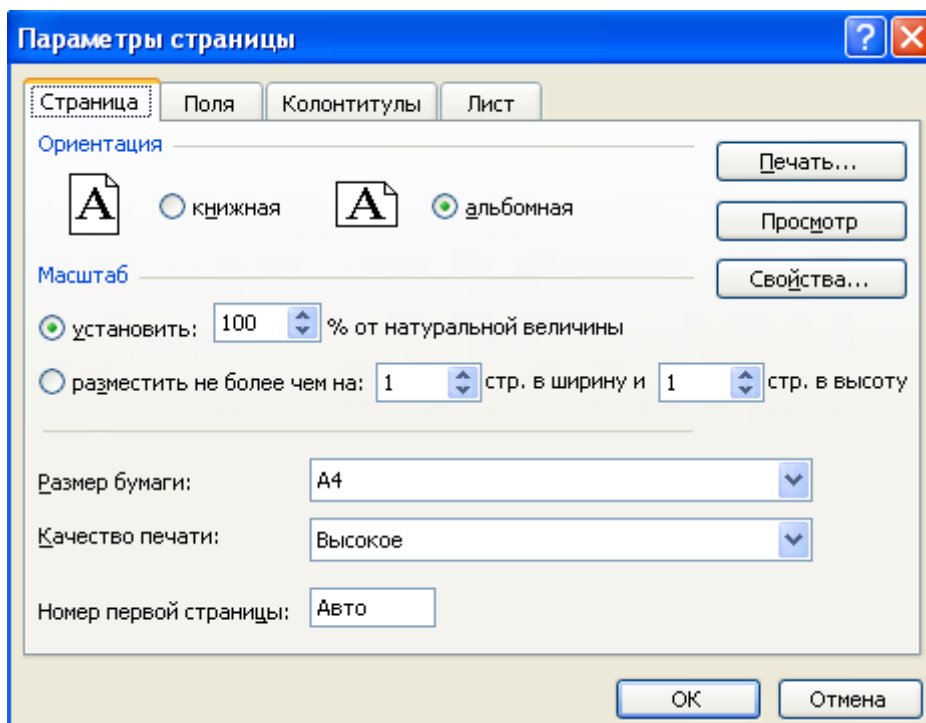 Параметры страницы
Страница Поля Колонтитулы Лист
Ориентация
A книжная A альбомная
Печать...
Просмотр
Свойства...
Масштаб
установить: 100 % от натуральной величины
разместить не более чем на: 1 стр. в ширину и 1 стр. в высоту
Размер бумаги: A4
Качество печати: Высокое
Номер первой страницы: Авто
ОК Отмена